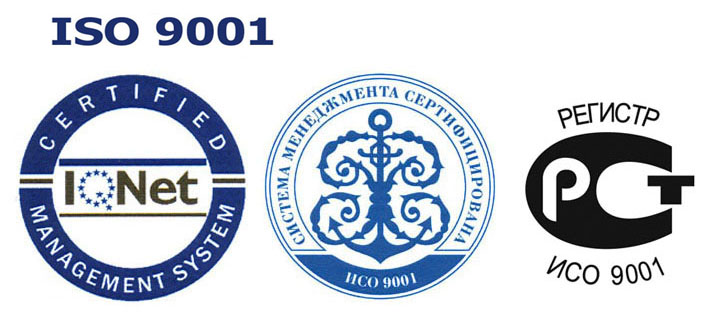 ISO 9001
CERTIFIED
IQNet
MANAGEMENT SYSTEM
СИСТЕМА МЕНЕДЖМЕНТА СЕРТИФИЦИРОВАНА
ИСО 9001
РЕГИСТР
РСТ
ИСО 9001